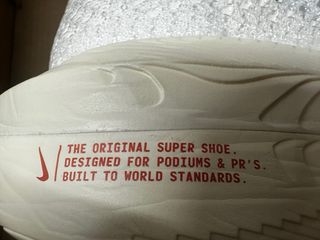 THE ORIGINAL SUPER SHOE.
DESIGNED FOR PODIUMS & PR'S.
BUILT TO WORLD STANDARDS.